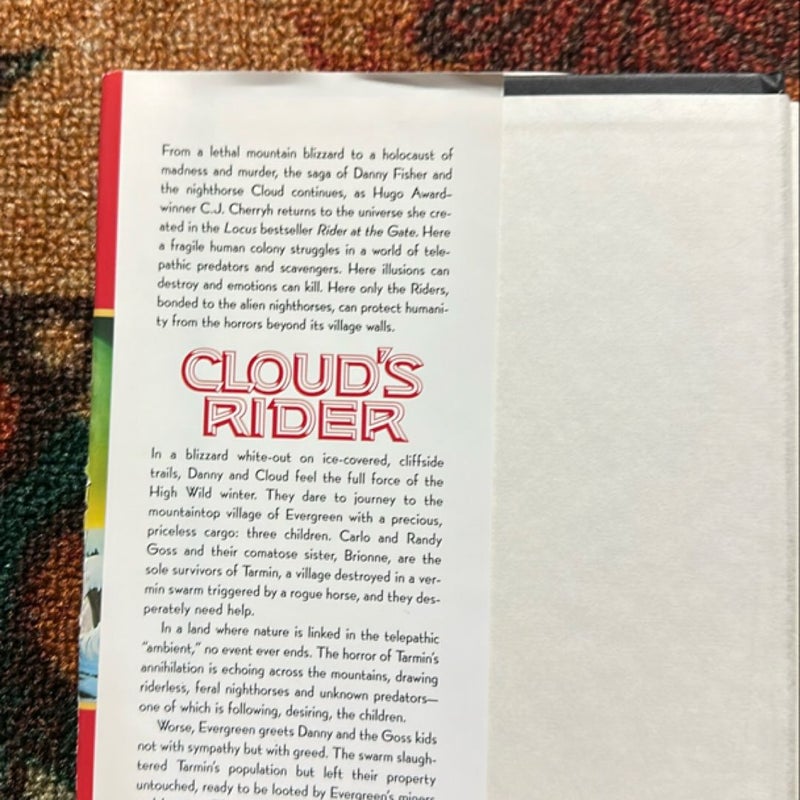 From a lethal mountain blizzard to a holocaust of
madness and murder, the saga of Danny Fisher and
the nighthorse Cloud continues, as Hugo Award-
winner C.J. Cherryh returns to the universe she cre-
ated in the Locus bestseller Rider at the Gate. Here
a fragile human colony struggles in a world of tele-
pathic predators and scavengers. Here illusions can
destroy and emotions can kill. Here only the Riders,
bonded to the alien nighthorses, can protect humani-
ty from the horrors beyond its village walls.
CLOUD'S
RIDER
In a blizzard white-out on ice-covered, cliffside
trails, Danny and Cloud feel the full force of the
High Wild winter. They dare to journey to the
mountaintop village of Evergreen with a precious,
priceless cargo: three children. Carlo and Randy
Goss and their comatose sister, Brionne, are the
sole survivors of Tarmin, a village destroyed in a ver-
min swarm triggered by a rogue horse, and they des-
perately need help.
In a land where nature is linked in the telepathic
"ambient," no event ever ends. The horror of Tarmin's
annihilation is echoing across the mountains, drawing
riderless, feral nighthorses and unknown predators—
one of which is following, desiring, the children.
Worse, Evergreen greets Danny and the Goss kids
not with sympathy but with greed. The swarm slaugh-
tered Tarmin's population but left their property
untouched, ready to be looted by Evergreen's miners